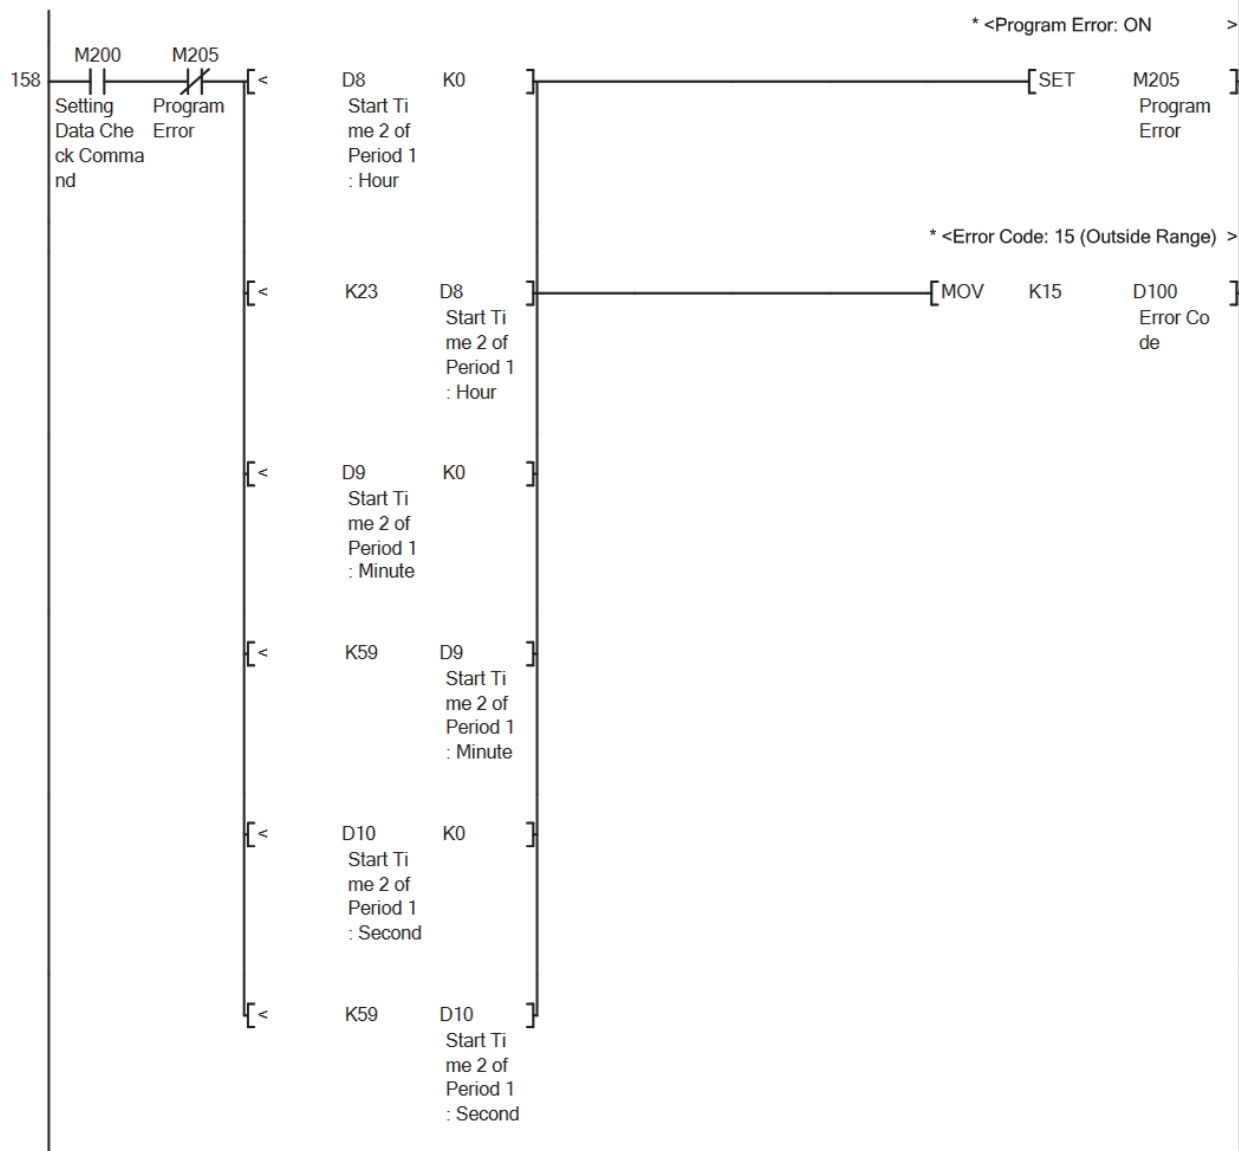 * <Program Error: ON >
M200 M205
158 [< D8 K0 ] [SET M205 ]
Setting Program Start Ti Program
Data Che Error me 2 of Error
ck Comma Period 1
nd : Hour
* <Error Code: 15 (Outside Range) >
[< K23 D8 ] [MOV K15 D100 ]
Start Ti Error Co
me 2 of de
Period 1
: Hour
[< D9 K0 ]
Start Ti
me 2 of
Period 1
: Minute
[< K59 D9 ]
Start Ti
me 2 of
Period 1
: Minute
[< D10 K0 ]
Start Ti
me 2 of
Period 1
: Second
[< K59 D10 ]
Start Ti
me 2 of
Period 1
: Second